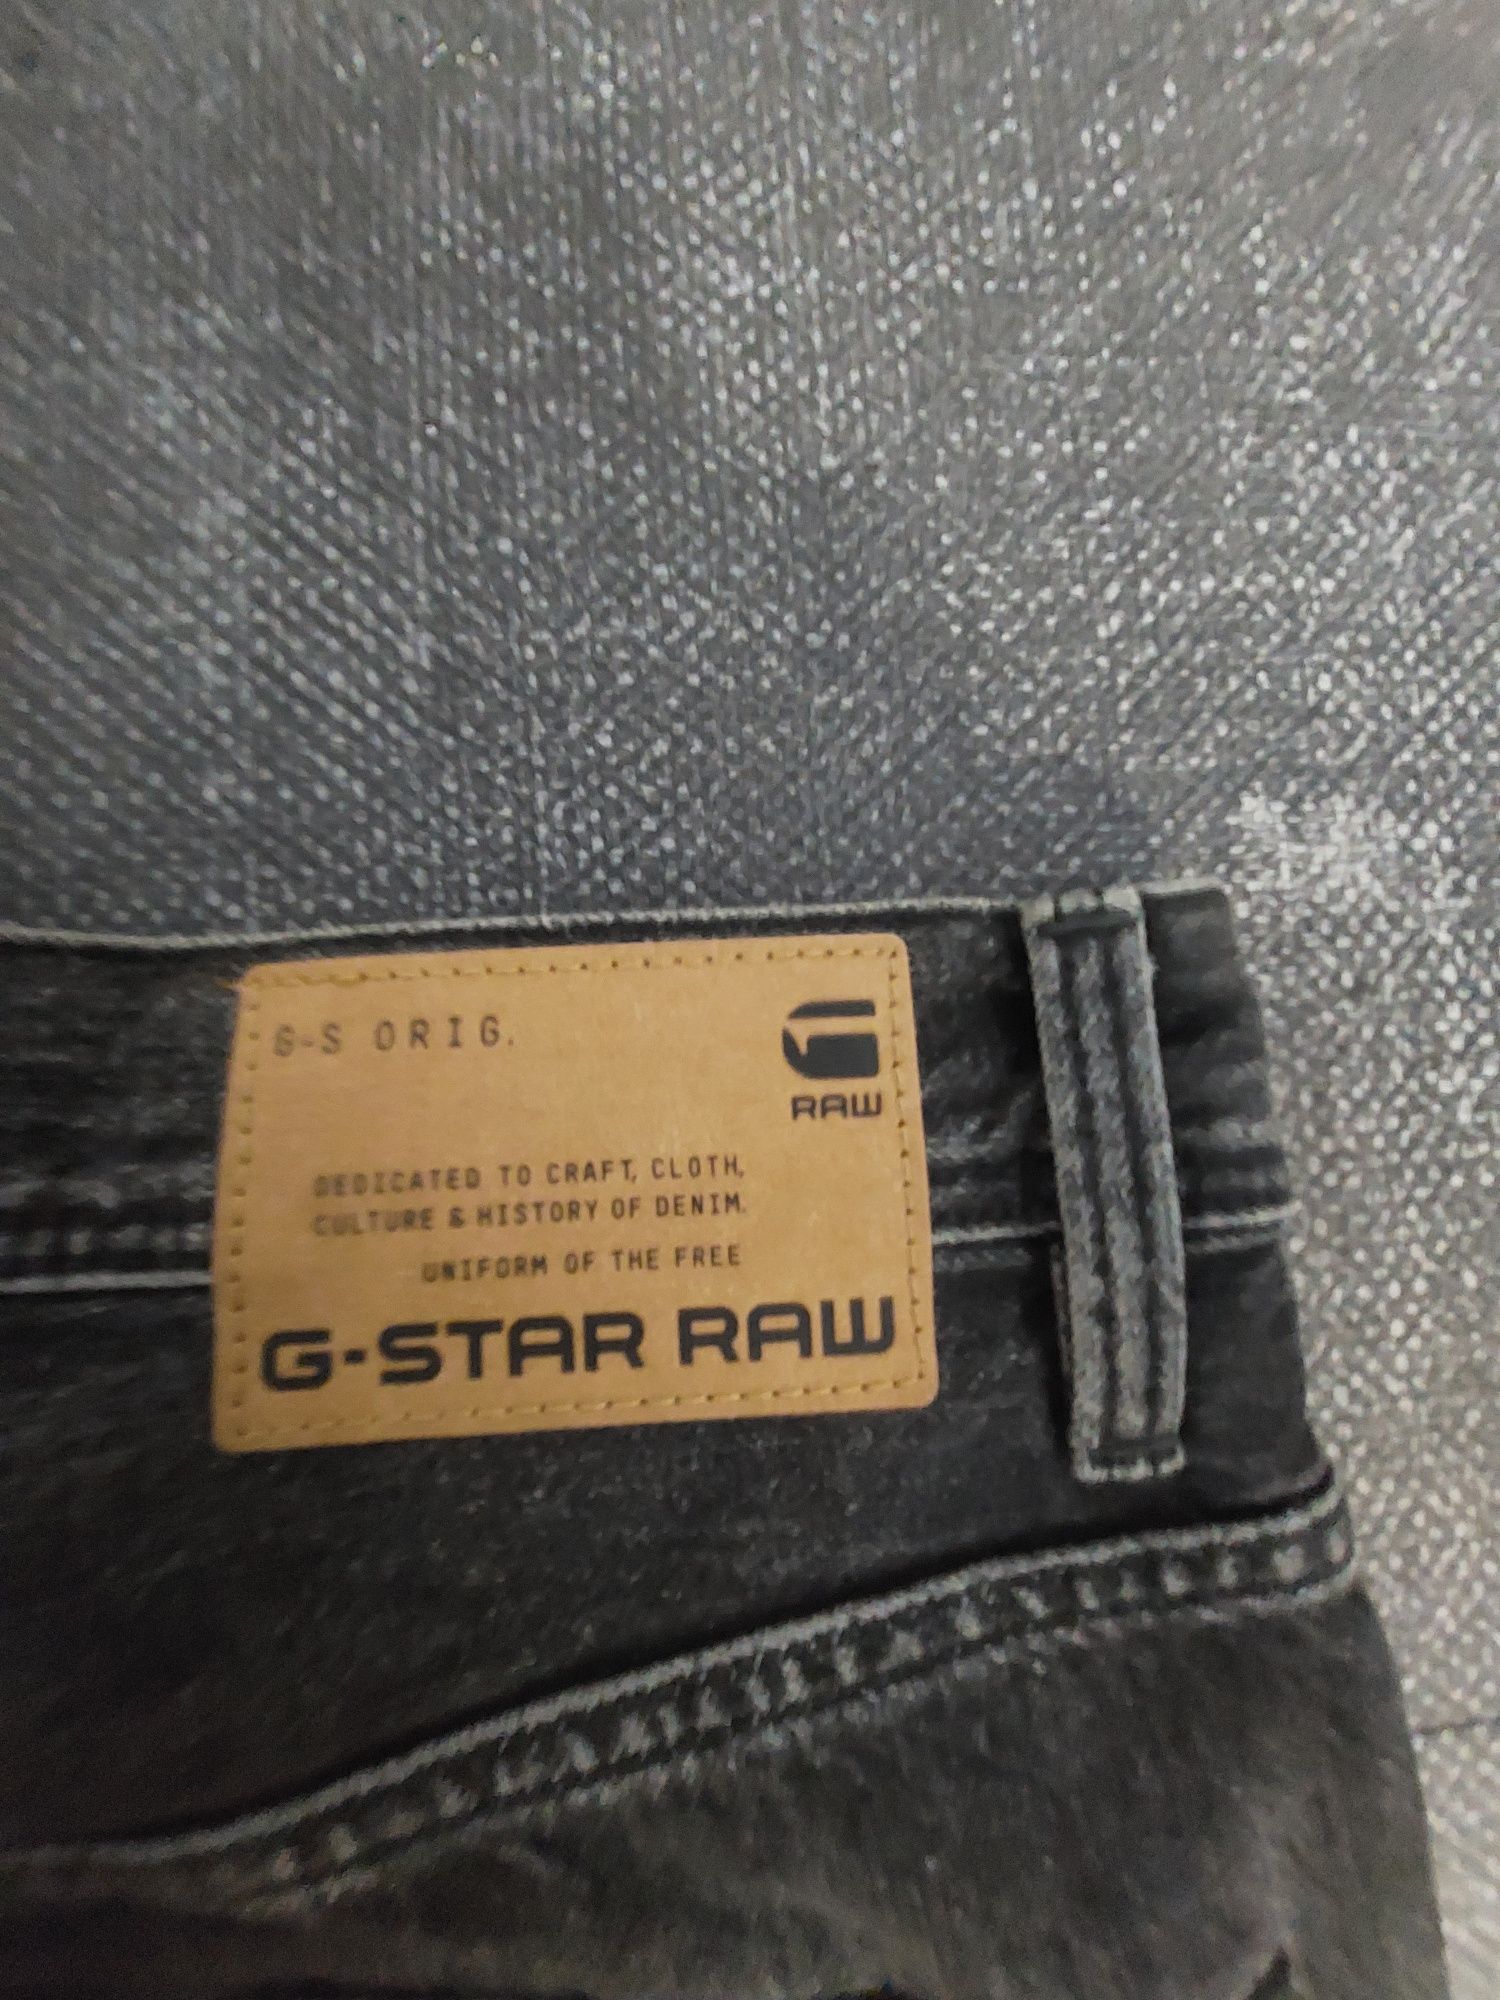 G-S ORIG.
RAW
DEDICATED TO CRAFT, CLOTH,
CULTURE & HISTORY OF DENIM.
UNIFORM OF THE FREE
G-STAR RAW